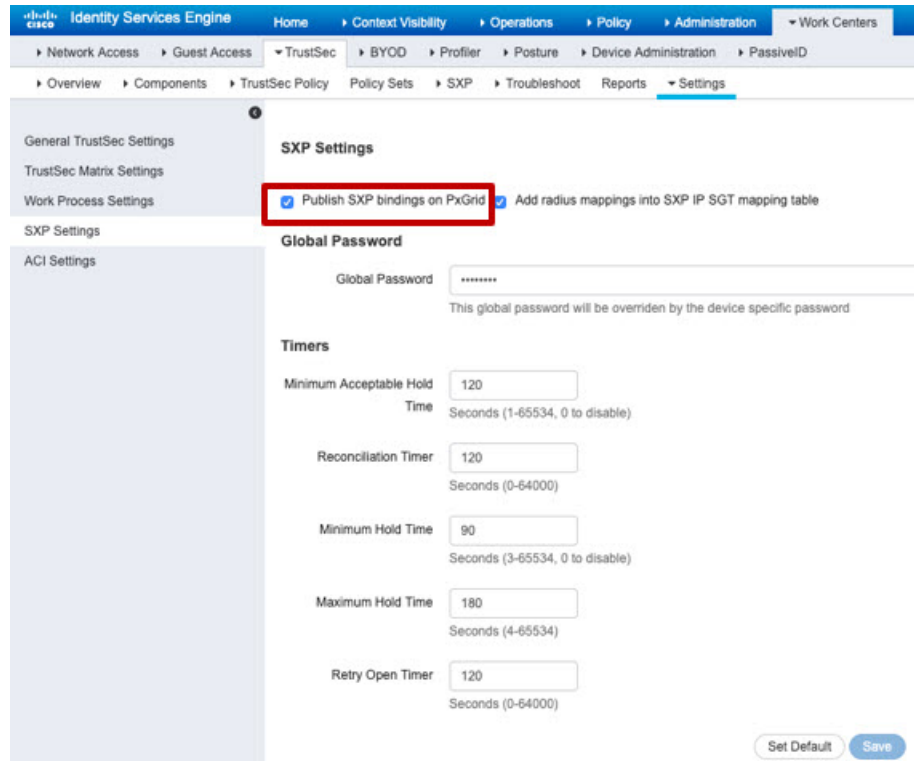 cisco Identity Services Engine Home Context Visibility Operations Policy Administration Work Centers
Network Access Guest Access TrustSec BYOD Profiler Posture Device Administration PassiveID
Overview Components TrustSec Policy Policy Sets SXP Troubleshoot Reports Settings
General TrustSec Settings
TrustSec Matrix Settings
Work Process Settings
SXP Settings
ACI Settings
SXP Settings
Publish SXP bindings on PxGrid Add radius mappings into SXP IP SGT mapping table
Global Password
Global Password ••••••••
This global password will be overriden by the device specific password
Timers
Minimum Acceptable Hold Time 120
Seconds (1-65534, 0 to disable)
Reconciliation Timer 120
Seconds (0-64000)
Minimum Hold Time 90
Seconds (3-65534, 0 to disable)
Maximum Hold Time 180
Seconds (4-65534)
Retry Open Timer 120
Seconds (0-64000)
Set Default Save